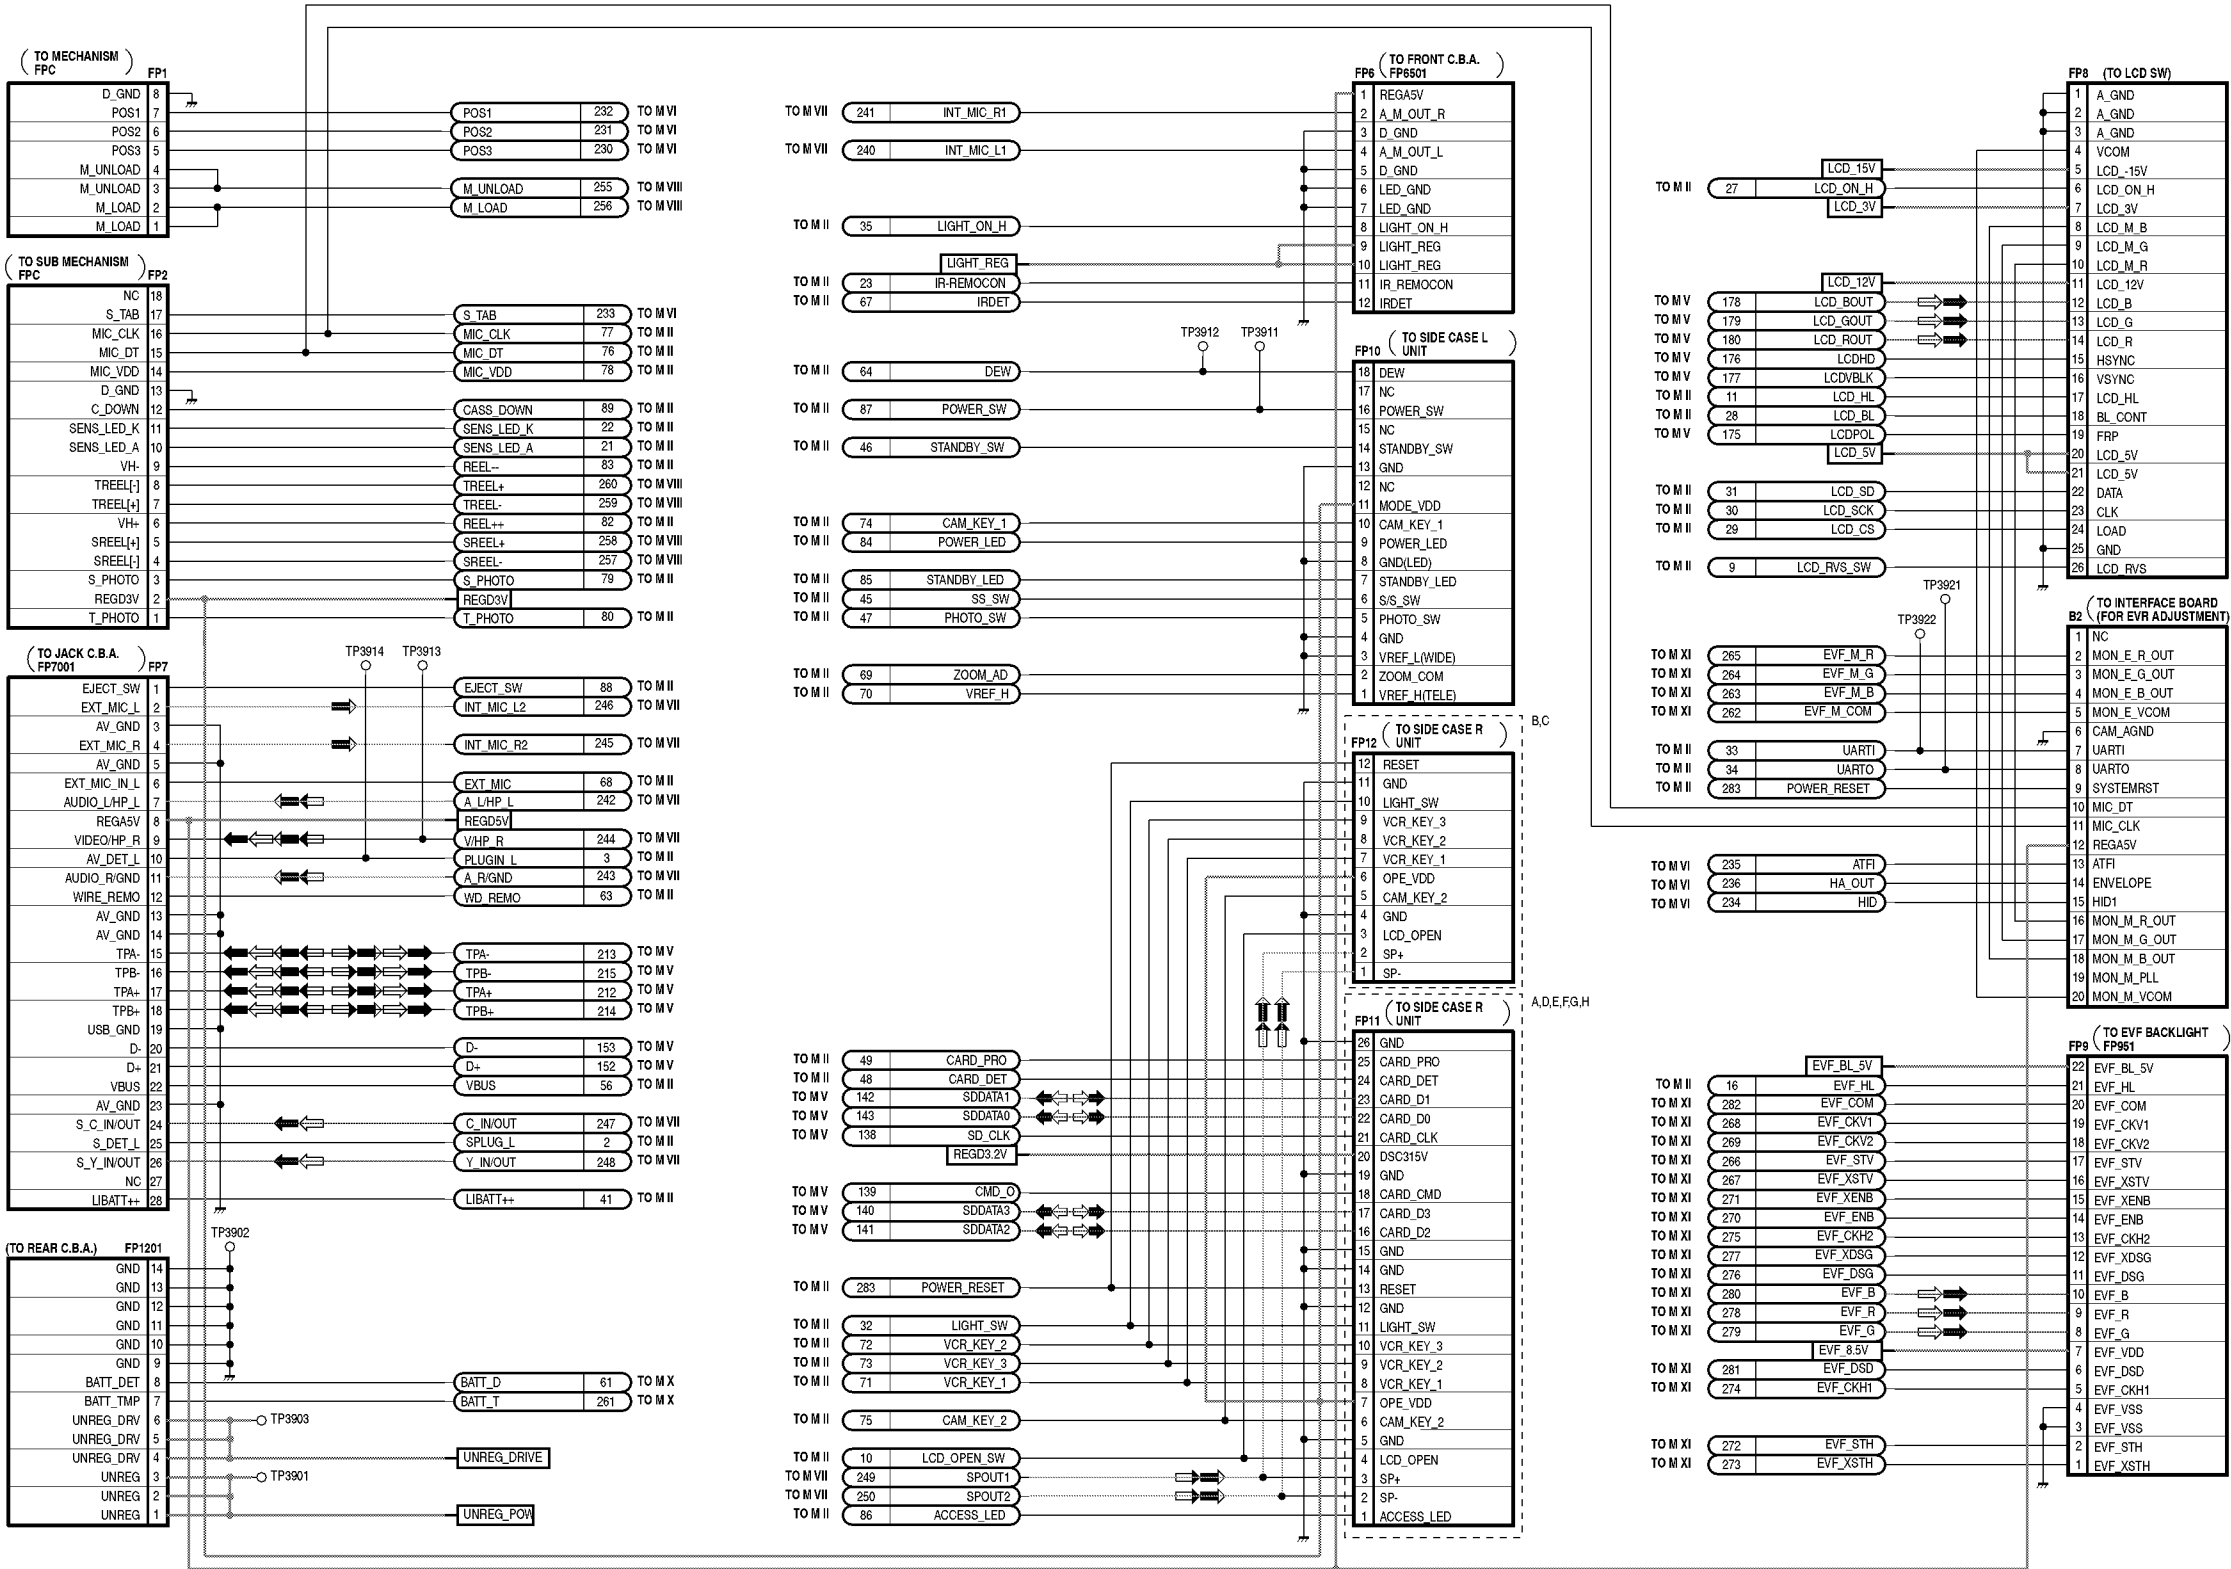 TO MECHANISM
FPC
FP1
D_GND 8
POS1 7
POS2 6
POS3 5
M_UNLOAD 4
M_UNLOAD 3
M_LOAD 2
M_LOAD 1
POS1 232 TO M VI
POS2 231 TO M VI
POS3 230 TO M VI
M_UNLOAD 255 TO M VIII
M_LOAD 256 TO M VIII
TO SUB MECHANISM
FPC
FP2
NC 18
S_TAB 17
MIC_CLK 16
MIC_DT 15
MIC_VDD 14
D_GND 13
C_DOWN 12
SENS_LED_K 11
SENS_LED_A 10
VH- 9
TREEL[-] 8
TREEL[+] 7
VH+ 6
SREEL[+] 5
SREEL[-] 4
S_PHOTO 3
REGD3V 2
T_PHOTO 1
S_TAB 233 TO M VI
MIC_CLK 77 TO M II
MIC_DT 76 TO M II
MIC_VDD 78 TO M II
CASS_DOWN 89 TO M II
SENS_LED_K 22 TO M II
SENS_LED_A 21 TO M II
REEL-- 83 TO M II
TREEL+ 260 TO M VIII
TREEL- 259 TO M VIII
REEL++ 82 TO M II
SREEL+ 258 TO M VIII
SREEL- 257 TO M VIII
S_PHOTO 79 TO M II
REGD3V
T_PHOTO 80 TO M II
TO JACK C.B.A.
FP7001
FP7
TP3914
TP3913
EJECT_SW 1
EXT_MIC_L 2
AV_GND 3
EXT_MIC_R 4
AV_GND 5
EXT_MIC_IN_L 6
AUDIO_L/HP_L 7
REGA5V 8
VIDEO/HP_R 9
AV_DET_L 10
AUDIO_R/GND 11
WIRE_REMO 12
AV_GND 13
AV_GND 14
TPA- 15
TPB- 16
TPA+ 17
TPB+ 18
USB_GND 19
D- 20
D+ 21
VBUS 22
AV_GND 23
S_C_IN/OUT 24
S_DET_L 25
S_Y_IN/OUT 26
NC 27
LIBATT++ 28
EJECT_SW 88 TO M II
INT_MIC_L2 246 TO M VII
INT_MIC_R2 245 TO M VII
EXT_MIC 68 TO M II
A_L/HP_L 242 TO M VII
REGD5V
V/HP_R 244 TO M VII
PLUGIN_L 3 TO M II
A_R/GND 243 TO M VII
WD_REMO 63 TO M II
TPA- 213 TO M V
TPB- 215 TO M V
TPA+ 212 TO M V
TPB+ 214 TO M V
D- 153 TO M V
D+ 152 TO M V
VBUS 56 TO M II
C_IN/OUT 247 TO M VII
SPLUG_L 2 TO M II
Y_IN/OUT 248 TO M VII
LIBATT++ 41 TO M II
(TO REAR C.B.A.) FP1201
TP3902
GND 14
GND 13
GND 12
GND 11
GND 10
GND 9
BATT_DET 8
BATT_TMP 7
UNREG_DRV 6
UNREG_DRV 5
UNREG_DRV 4
UNREG 3
UNREG 2
UNREG 1
BATT_D 61 TO M X
BATT_T 261 TO M X
TP3903
UNREG_DRIVE
TP3901
UNREG_POW
TO FRONT C.B.A.
FP6501
FP6
TO M VII 241 INT_MIC_R1
TO M VII 240 INT_MIC_L1
TO M II 35 LIGHT_ON_H
LIGHT_REG
TO M II 23 IR-REMOCON
TO M II 67 IRDET
1 REGA5V
2 A_M_OUT_R
3 D_GND
4 A_M_OUT_L
5 D_GND
6 LED_GND
7 LED_GND
8 LIGHT_ON_H
9 LIGHT_REG
10 LIGHT_REG
11 IR_REMOCON
12 IRDET
TP3912
TP3911
TO SIDE CASE L
UNIT
FP10
TO M II 64 DEW
TO M II 87 POWER_SW
TO M II 46 STANDBY_SW
TO M II 74 CAM_KEY_1
TO M II 84 POWER_LED
TO M II 85 STANDBY_LED
TO M II 45 SS_SW
TO M II 47 PHOTO_SW
TO M II 69 ZOOM_AD
TO M II 70 VREF_H
18 DEW
17 NC
16 POWER_SW
15 NC
14 STANDBY_SW
13 GND
12 NC
11 MODE_VDD
10 CAM_KEY_1
9 POWER_LED
8 GND(LED)
7 STANDBY_LED
6 S/S_SW
5 PHOTO_SW
4 GND
3 VREF_L(WIDE)
2 ZOOM_COM
1 VREF_H(TELE)
B,C
TO SIDE CASE R
UNIT
FP12
12 RESET
11 GND
10 LIGHT_SW
9 VCR_KEY_3
8 VCR_KEY_2
7 VCR_KEY_1
6 OPE_VDD
5 CAM_KEY_2
4 GND
3 LCD_OPEN
2 SP+
1 SP-
A,D,E,F,G,H
TO SIDE CASE R
UNIT
FP11
TO M II 49 CARD_PRO
TO M II 48 CARD_DET
TO M V 142 SDDATA1
TO M V 143 SDDATA0
TO M V 138 SD_CLK
REGD3.2V
TO M V 139 CMD_O
TO M V 140 SDDATA3
TO M V 141 SDDATA2
TO M II 283 POWER_RESET
TO M II 32 LIGHT_SW
TO M II 72 VCR_KEY_2
TO M II 73 VCR_KEY_3
TO M II 71 VCR_KEY_1
TO M II 75 CAM_KEY_2
TO M II 10 LCD_OPEN_SW
TO M VII 249 SPOUT1
TO M VII 250 SPOUT2
TO M II 86 ACCESS_LED
26 GND
25 CARD_PRO
24 CARD_DET
23 CARD_D1
22 CARD_D0
21 CARD_CLK
20 DSC315V
19 GND
18 CARD_CMD
17 CARD_D3
16 CARD_D2
15 GND
14 GND
13 RESET
12 GND
11 LIGHT_SW
10 VCR_KEY_3
9 VCR_KEY_2
8 VCR_KEY_1
7 OPE_VDD
6 CAM_KEY_2
5 GND
4 LCD_OPEN
3 SP+
2 SP-
1 ACCESS_LED
FP8 (TO LCD SW)
LCD_15V
TO M II 27 LCD_ON_H
LCD_3V
LCD_12V
TO M V 178 LCD_BOUT
TO M V 179 LCD_GOUT
TO M V 180 LCD_ROUT
TO M V 176 LCDHD
TO M V 177 LCDVBLK
TO M II 11 LCD_HL
TO M II 28 LCD_BL
TO M V 175 LCDPOL
LCD_5V
TO M II 31 LCD_SD
TO M II 30 LCD_SCK
TO M II 29 LCD_CS
TO M II 9 LCD_RVS_SW
1 A_GND
2 A_GND
3 A_GND
4 VCOM
5 LCD_-15V
6 LCD_ON_H
7 LCD_3V
8 LCD_M_B
9 LCD_M_G
10 LCD_M_R
11 LCD_12V
12 LCD_B
13 LCD_G
14 LCD_R
15 HSYNC
16 VSYNC
17 LCD_HL
18 BL_CONT
19 FRP
20 LCD_5V
21 LCD_5V
22 DATA
23 CLK
24 LOAD
25 GND
26 LCD_RVS
TP3921
TP3922
TO INTERFACE BOARD
(FOR EVR ADJUSTMENT)
B2
TO M XI 265 EVF_M_R
TO M XI 264 EVF_M_G
TO M XI 263 EVF_M_B
TO M XI 262 EVF_M_COM
TO M II 33 UARTI
TO M II 34 UARTO
TO M II 283 POWER_RESET
TO M VI 235 ATFI
TO M VI 236 HA_OUT
TO M VI 234 HID
1 NC
2 MON_E_R_OUT
3 MON_E_G_OUT
4 MON_E_B_OUT
5 MON_E_VCOM
6 CAM_AGND
7 UARTI
8 UARTO
9 SYSTEMRST
10 MIC_DT
11 MIC_CLK
12 REGA5V
13 ATFI
14 ENVELOPE
15 HID1
16 MON_M_R_OUT
17 MON_M_G_OUT
18 MON_M_B_OUT
19 MON_M_PLL
20 MON_M_VCOM
TO EVF BACKLIGHT
FP951
FP9
EVF_BL_5V
TO M II 16 EVF_HL
TO M XI 282 EVF_COM
TO M XI 268 EVF_CKV1
TO M XI 269 EVF_CKV2
TO M XI 266 EVF_STV
TO M XI 267 EVF_XSTV
TO M XI 271 EVF_XENB
TO M XI 270 EVF_ENB
TO M XI 275 EVF_CKH2
TO M XI 277 EVF_XDSG
TO M XI 276 EVF_DSG
TO M XI 280 EVF_B
TO M XI 278 EVF_R
TO M XI 279 EVF_G
EVF_8.5V
TO M XI 281 EVF_DSD
TO M XI 274 EVF_CKH1
TO M XI 272 EVF_STH
TO M XI 273 EVF_XSTH
22 EVF_BL_5V
21 EVF_HL
20 EVF_COM
19 EVF_CKV1
18 EVF_CKV2
17 EVF_STV
16 EVF_XSTV
15 EVF_XENB
14 EVF_ENB
13 EVF_CKH2
12 EVF_XDSG
11 EVF_DSG
10 EVF_B
9 EVF_R
8 EVF_G
7 EVF_VDD
6 EVF_DSD
5 EVF_CKH1
4 EVF_VSS
3 EVF_VSS
2 EVF_STH
1 EVF_XSTH